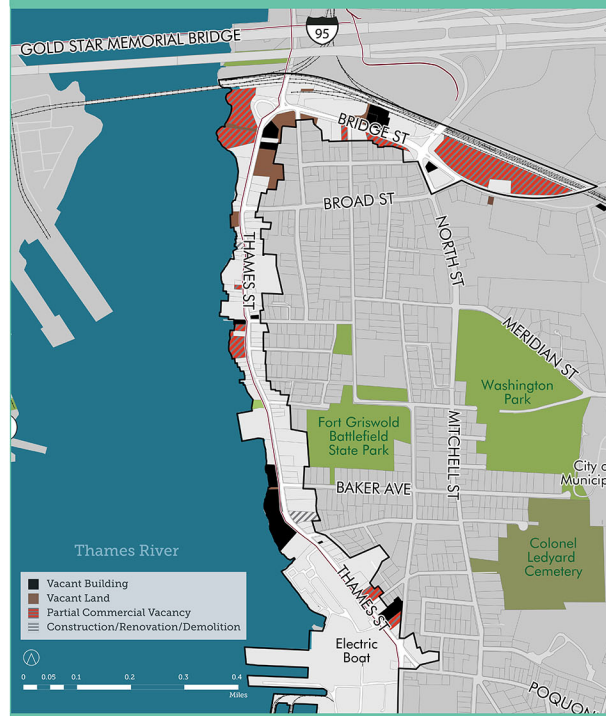 GOLD STAR MEMORIAL BRIDGE
95
BRIDGE ST
BROAD ST
NORTH ST
THAMES ST
MERIDIAN ST
Washington
Park
Fort Griswold
Battlefield
State Park
MITCHELL ST
City o
Municip
BAKER AVE
Colonel
Ledyard
Cemetery
Thames River
THAMES ST
Electric
Boat
POQUON
Vacant Building
Vacant Land
Partial Commercial Vacancy
Construction/Renovation/Demolition
0 0.05 0.1 0.2 0.3 0.4
Miles